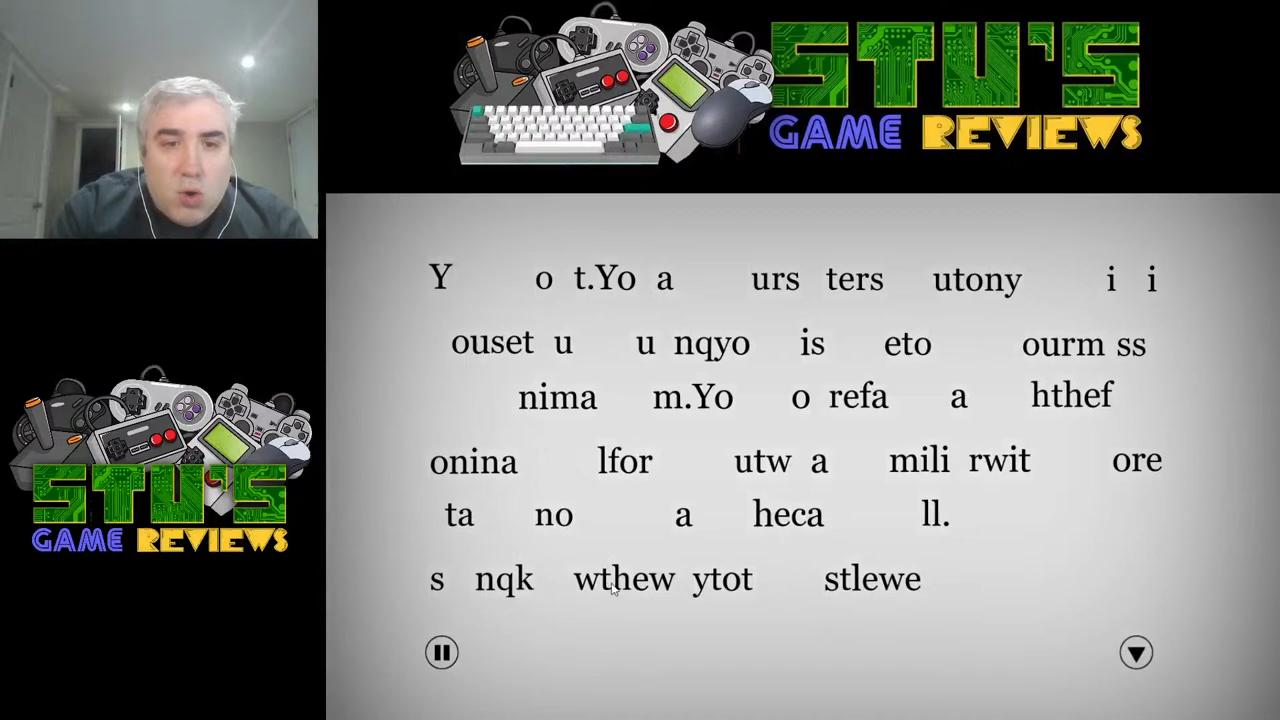 STU'S
GAME REVIEWS
Y o t.Yo a urs ters utony i i
ouset u u nqyo is eto ourm ss
nima m.Yo o refa a hthef
onina lfor utw a mili rwit ore
ta no a heca ll.
s nqk wthew ytot stlewe
STU'S
GAME REVIEWS